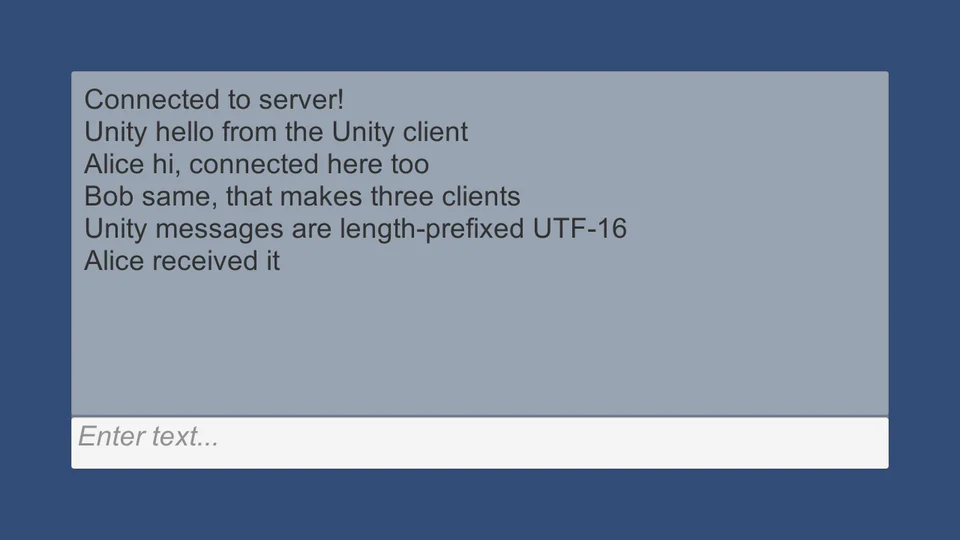 Connected to server!
Unity hello from the Unity client
Alice hi, connected here too
Bob same, that makes three clients
Unity messages are length-prefixed UTF-16
Alice received it
Enter text...